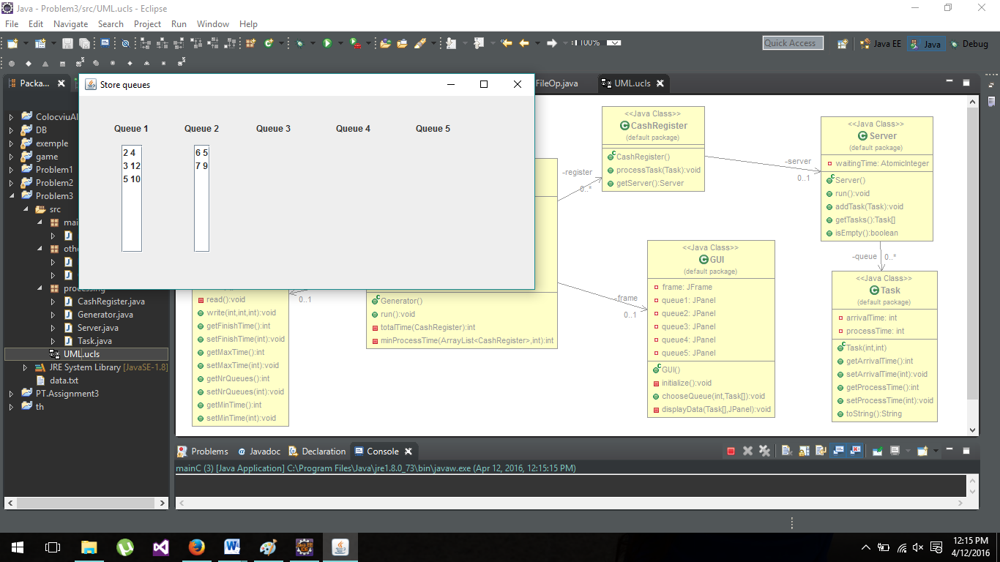 Java - Problem3/src/UML.ucls - Eclipse
File Edit Navigate Search Project Run Window Help
100%
Quick Access
Java EE
Java
Debug
Packa...
FileOp.java
UML.ucls
ColocviuAl
DB
exemple
game
Problem1
Problem2
Problem3
src
mai
othe
processing
CashRegister.java
Generator.java
Server.java
Task.java
UML.ucls
JRE System Library [JavaSE-1.8]
data.txt
PT.Assignment3
th
Store queues
Queue 1
Queue 2
Queue 3
Queue 4
Queue 5
2 4
3 12
5 10
6 5
7 9
read():void
write(int,int,int):void
getFinishTime():int
setFinishTime(int):void
getMaxTime():int
setMaxTime(int):void
getNrQueues():int
setNrQueues(int):void
getMinTime():int
setMinTime(int):void
0..1
Generator()
run():void
totalTime(CashRegister):int
minProcessTime(ArrayList<CashRegister>,int):int
-register
0..*
<<Java Class>>
CashRegister
(default package)
CashRegister()
processTask(Task):void
getServer():Server
-server
0..1
<<Java Class>>
Server
(default package)
waitingTime: AtomicInteger
Server()
run():void
addTask(Task):void
getTasks():Task[]
isEmpty():boolean
-queue 0..*
-frame
0..1
<<Java Class>>
GUI
(default package)
frame: JFrame
queue1: JPanel
queue2: JPanel
queue3: JPanel
queue4: JPanel
queue5: JPanel
GUI()
initialize():void
chooseQueue(int,Task[]):void
displayData(Task[],JPanel):void
<<Java Class>>
Task
(default package)
arrivalTime: int
processTime: int
Task(int,int)
getArrivalTime():int
setArrivalTime(int):void
getProcessTime():int
setProcessTime(int):void
toString():String
Problems
Javadoc
Declaration
Console
mainC (3) [Java Application] C:\Program Files\Java\jre1.8.0_73\bin\javaw.exe (Apr 12, 2016, 12:15:15 PM)
12:15 PM
4/12/2016